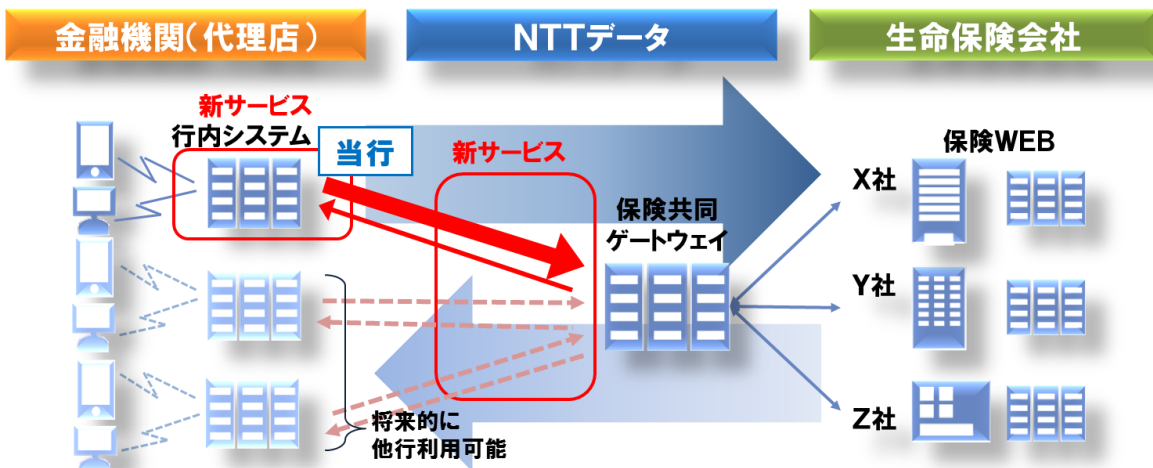 金融機関（代理店）
NTTデータ
生命保険会社
新サービス
行内システム
当行
新サービス
保険共同
ゲートウェイ
保険WEB
X社
Y社
Z社
将来的に
他行利用可能